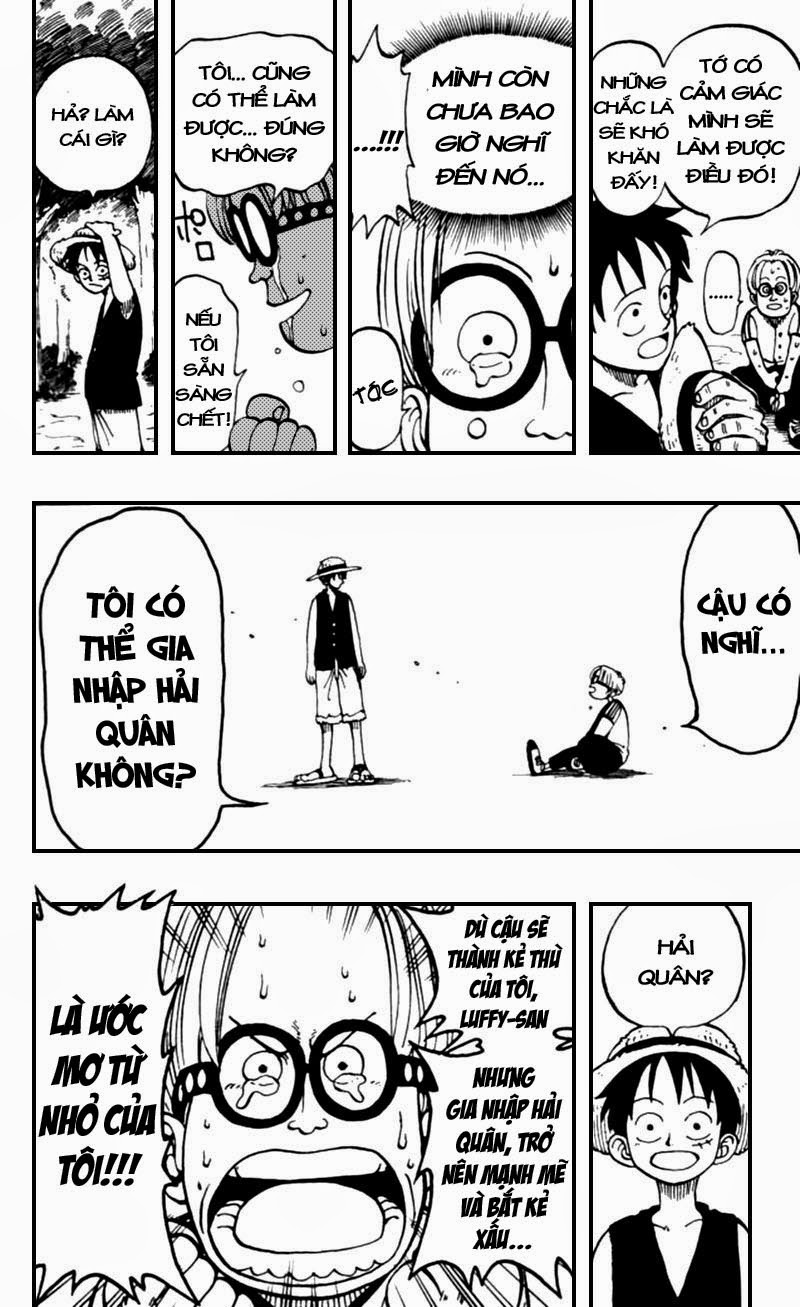 TỚ CÓ
CẢM GIÁC
MÌNH SẼ
LÀM ĐƯỢC
ĐIỀU ĐÓ!
NHỮNG
CHẮC LÀ
SẼ KHÓ
KHĂN
ĐẤY!
......
MÌNH CÒN
CHƯA BAO
GIỜ NGHĨ
ĐẾN NÓ...
....!!!
TÁC
TÔI... CŨNG
CÓ THỂ LÀM
ĐƯỢC... ĐÚNG
KHÔNG?
NẾU
TÔI
SẴN
SÀNG
CHẾT!
HẢ? LÀM
CÁI GÌ?
CẬU CÓ
NGHĨ...
TÔI CÓ
THỂ GIA
NHẬP HẢI
QUÂN
KHÔNG?
HẢI
QUÂN?
DÙ CẬU SẼ
THÀNH KẺ THÙ
CỦA TÔI,
LUFFY-SAN
NHƯNG
GIA NHẬP HẢI
QUÂN, TRỞ
NÊN MẠNH MẼ
VÀ BẮT KẺ
XẤU...
LÀ ƯỚC
MƠ TỪ
NHỎ CỦA
TÔI!!!